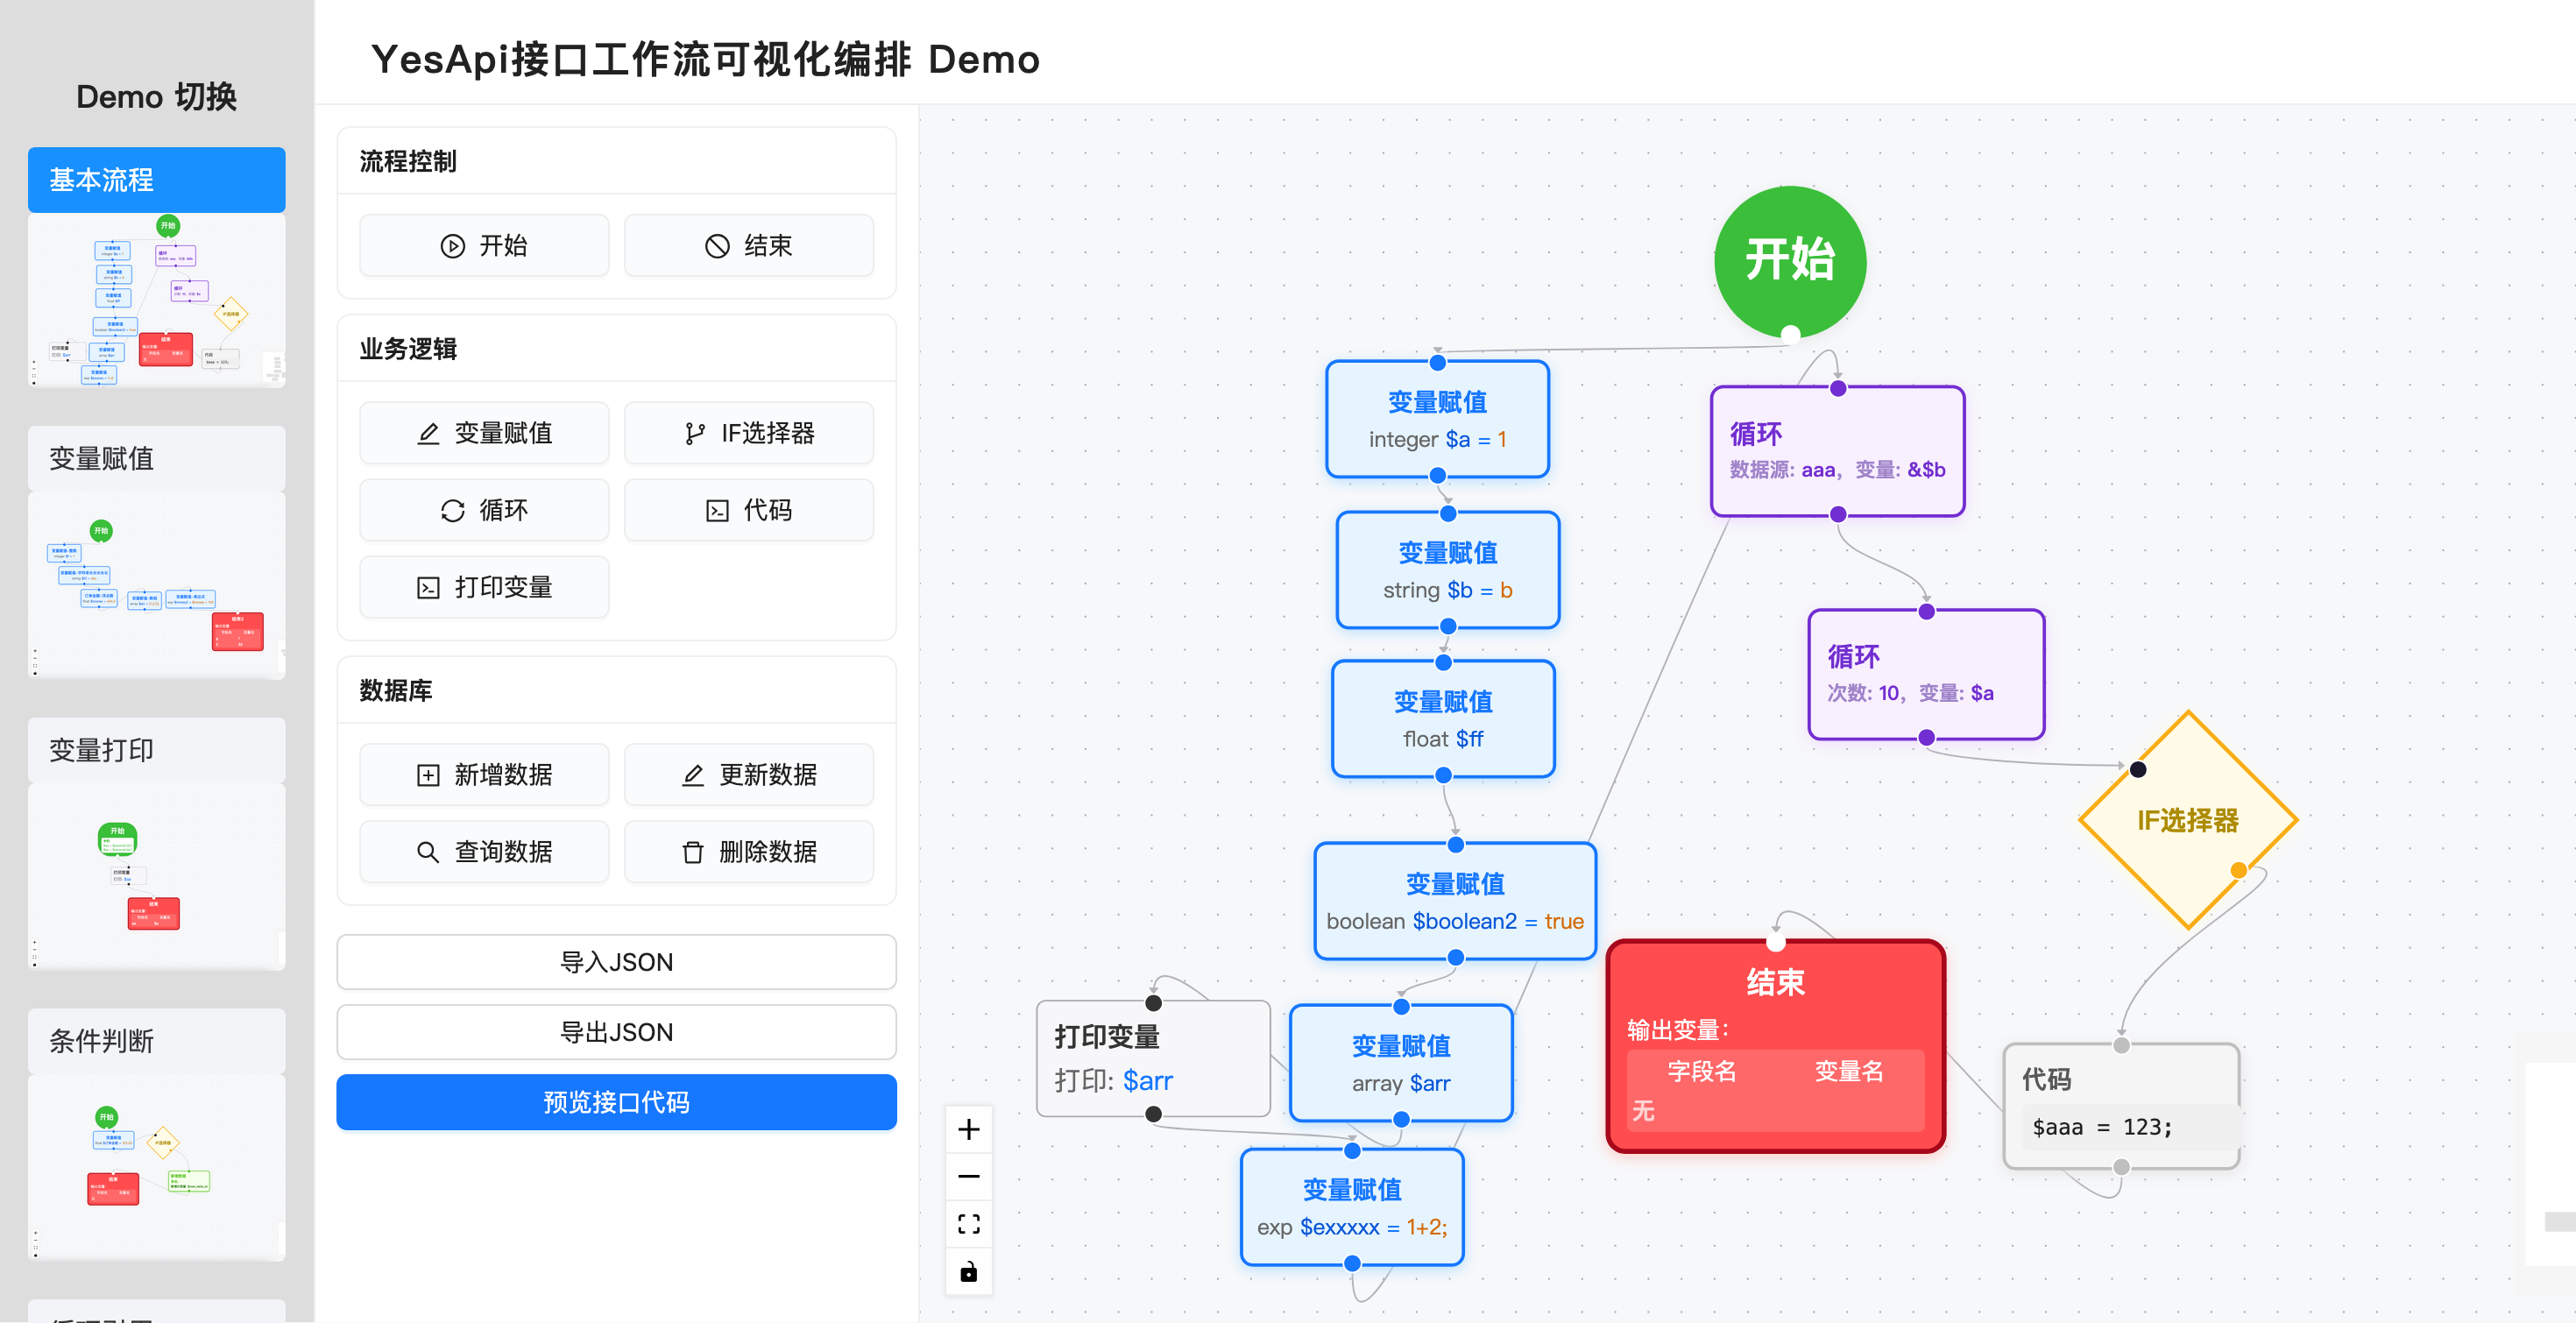 YesApi接口工作流可视化编排 Demo
Demo 切换
基本流程
变量赋值
变量打印
条件判断
流程控制
开始
结束
业务逻辑
变量赋值
IF选择器
循环
代码
打印变量
数据库
新增数据
更新数据
查询数据
删除数据
导入JSON
导出JSON
预览接口代码
开始
变量赋值
integer $a = 1
变量赋值
string $b = b
变量赋值
float $ff
变量赋值
boolean $boolean2 = true
变量赋值
array $arr
打印变量
打印: $arr
变量赋值
exp $exxxxx = 1+2;
循环
数据源: aaa, 变量: &$b
循环
次数: 10, 变量: $a
IF选择器
结束
输出变量：
字段名 变量名
无
代码
$aaa = 123;